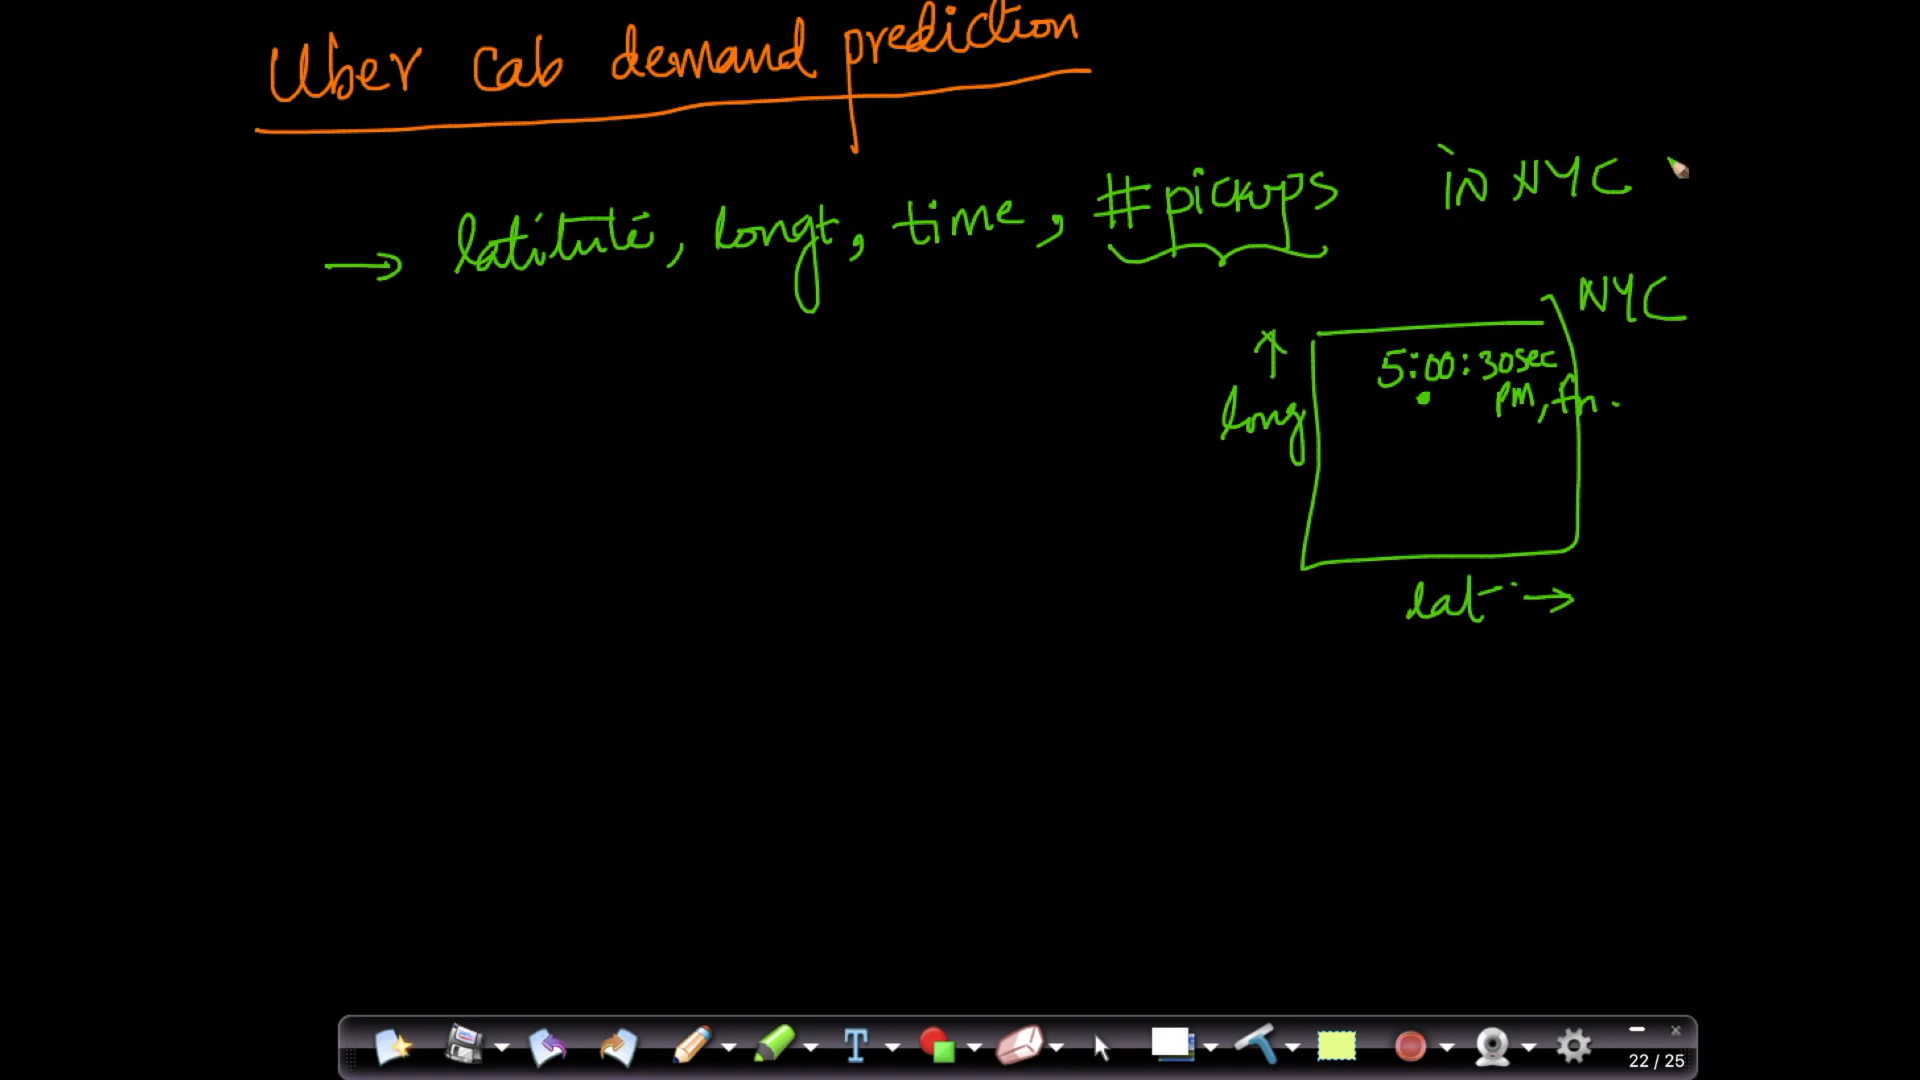 Uber cab demand prediction
→ latitute, longt, time, #pickups in NYC
NYC
5:00:30sec
PM, fri.
long
lat →
T
22 / 25